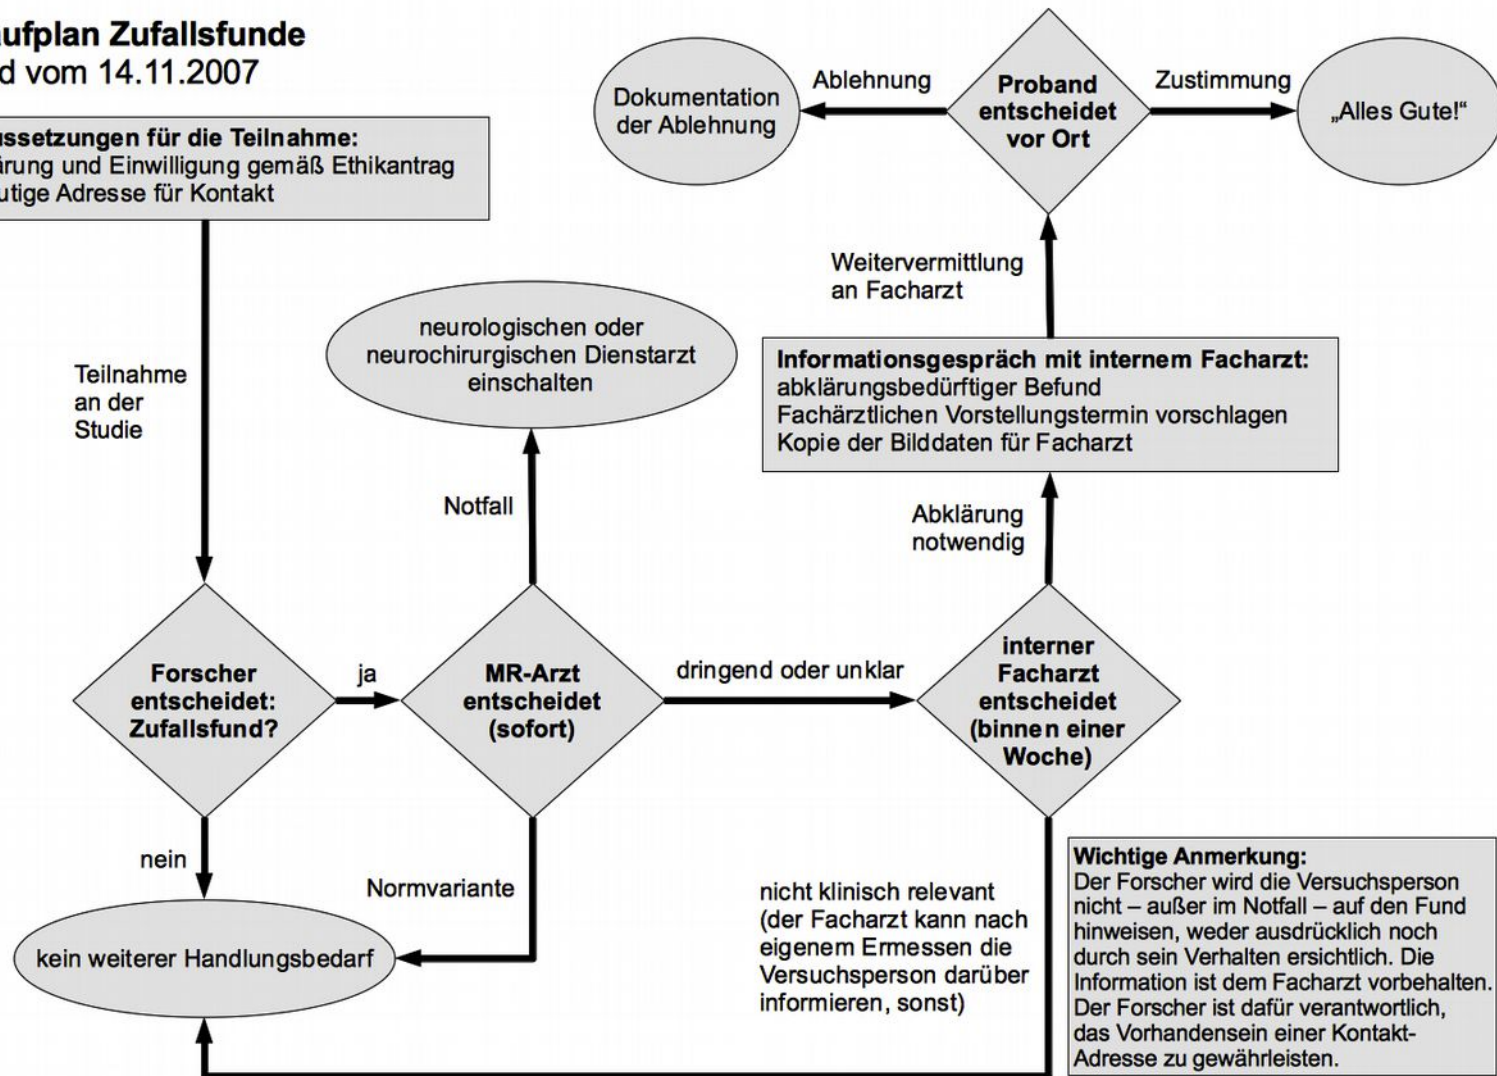 aufplan Zufallsfunde
d vom 14.11.2007
ussetzungen für die Teilnahme:
ärung und Einwilligung gemäß Ethikantrag
utige Adresse für Kontakt
Dokumentation
der Ablehnung
Ablehnung
Proband
entscheidet
vor Ort
Zustimmung
„Alles Gute!“
Weitervermittlung
an Facharzt
neurologischen oder
neurochirurgischen Dienstarzt
einschalten
Informationsgespräch mit internem Facharzt:
abklärungsbedürftiger Befund
Fachärztlichen Vorstellungstermin vorschlagen
Kopie der Bilddaten für Facharzt
Teilnahme
an der
Studie
Notfall
Abklärung
notwendig
Forscher
entscheidet:
Zufallsfund?
ja
MR-Arzt
entscheidet
(sofort)
dringend oder unklar
interner
Facharzt
entscheidet
(binnen einer
Woche)
nein
Normvariante
kein weiterer Handlungsbedarf
nicht klinisch relevant
(der Facharzt kann nach
eigenem Ermessen die
Versuchsperson darüber
informieren, sonst)
Wichtige Anmerkung:
Der Forscher wird die Versuchsperson
nicht – außer im Notfall – auf den Fund
hinweisen, weder ausdrücklich noch
durch sein Verhalten ersichtlich. Die
Information ist dem Facharzt vorbehalten.
Der Forscher ist dafür verantwortlich,
das Vorhandensein einer Kontakt-
Adresse zu gewährleisten.